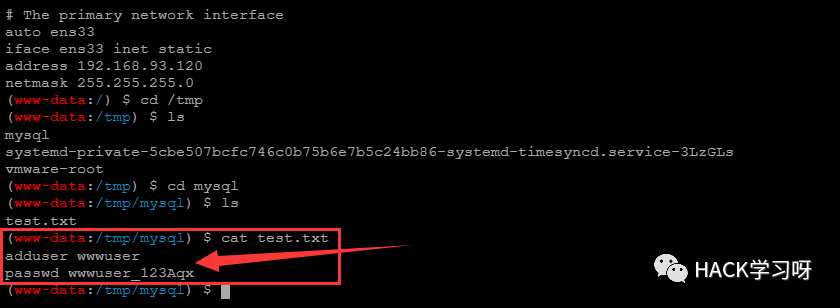 # The primary network interface
auto ens33
iface ens33 inet static
address 192.168.93.120
netmask 255.255.255.0
(www-data:/) $ cd /tmp
(www-data:/tmp) $ ls
mysql
systemd-private-5cbe507bcfc746c0b75b6e7b5c24bb86-systemd-timesyncd.service-3LzGLs
vmware-root
(www-data:/tmp) $ cd mysql
(www-data:/tmp/mysql) $ ls
test.txt
(www-data:/tmp/mysql) $ cat test.txt
adduser wwwuser
passwd wwwuser_123Aqx
(www-data:/tmp/mysql) $
HACK学习呀